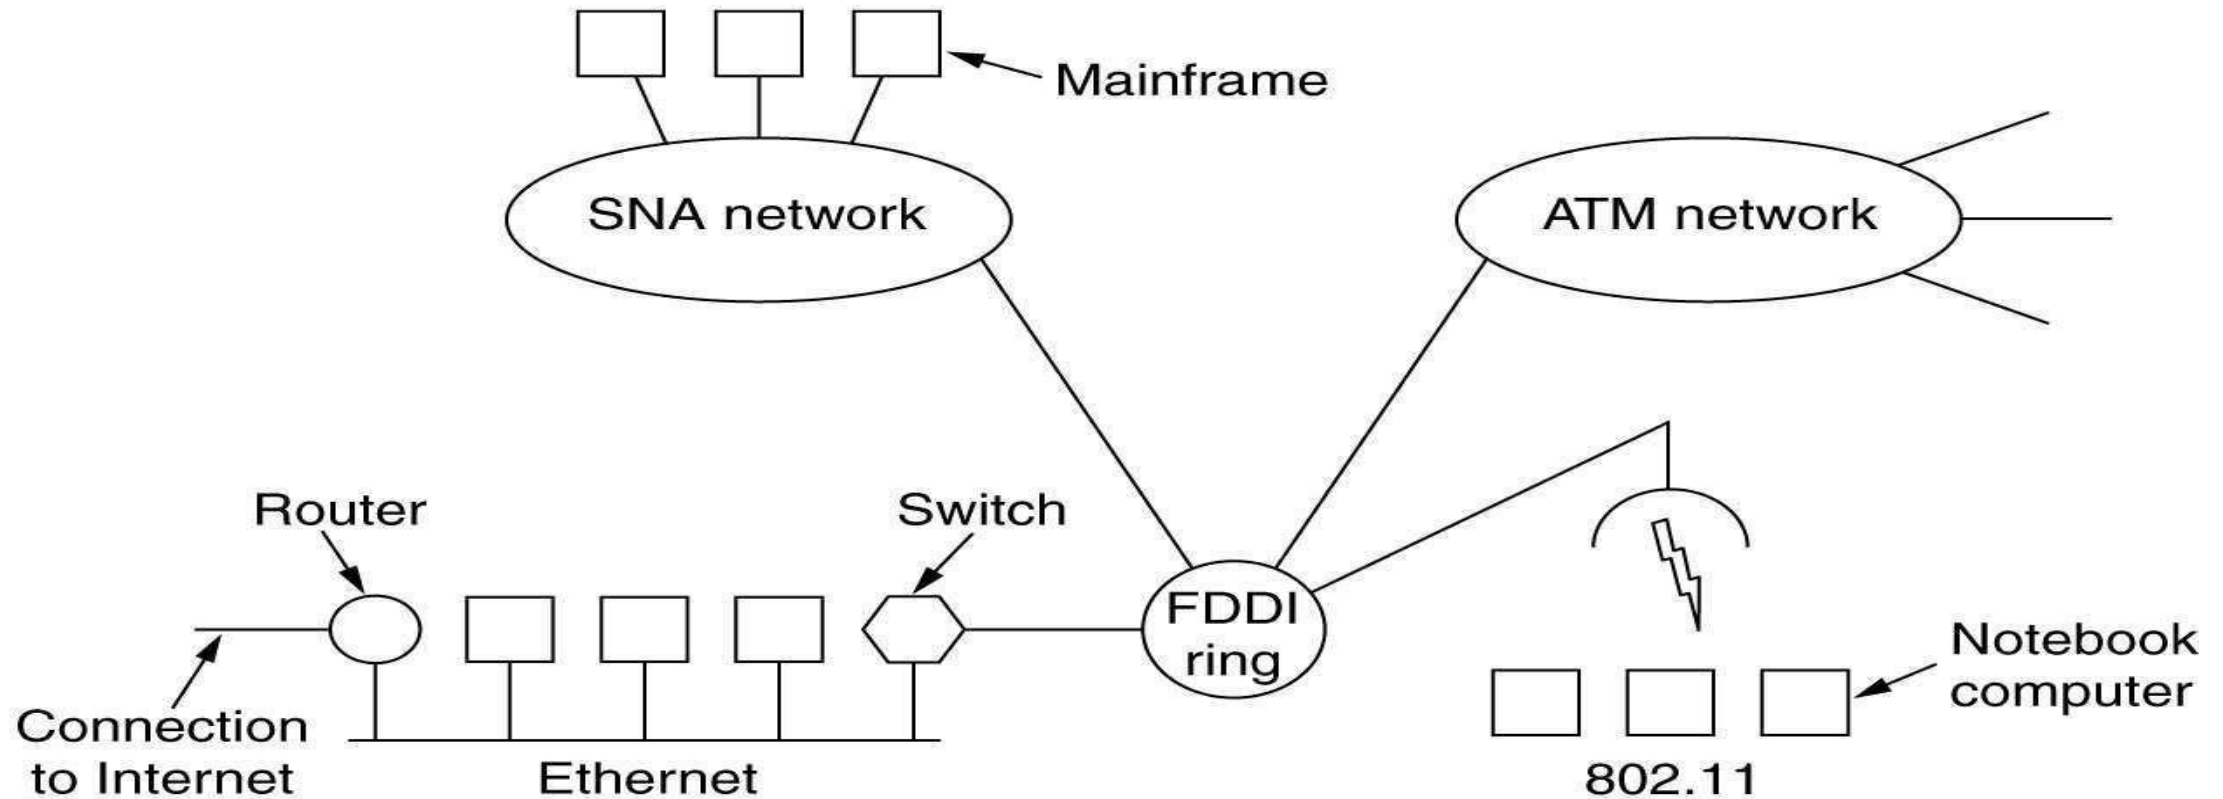 Mainframe
SNA network
ATM network
Router
Switch
FDDI
ring
Notebook
computer
Connection
to Internet
Ethernet
802.11